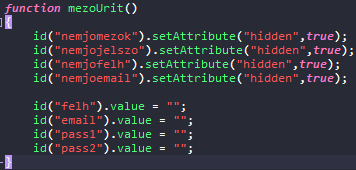 function mezoUrit()
{
id("nemjomezok").setAttribute("hidden",true);
id("nemjojelszo").setAttribute("hidden",true);
id("nemjofelh").setAttribute("hidden",true);
id("nemjoemail").setAttribute("hidden",true);
id("felh").value = "";
id("email").value = "";
id("pass1").value = "";
id("pass2").value = "";
}